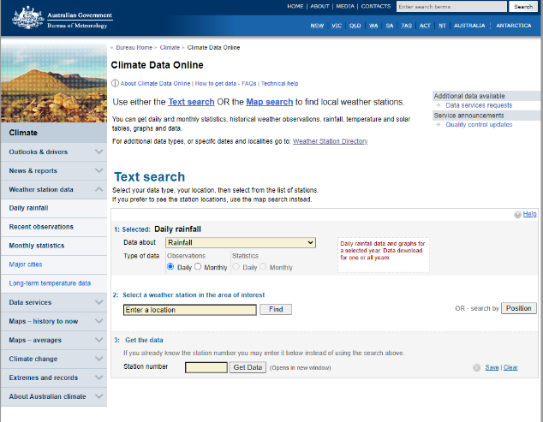 HOME | ABOUT | MEDIA | CONTACTS
Enter search terms
Search
Australian Government
Bureau of Meteorology
NSW VIC QLD WA SA TAS ACT NT AUSTRALIA ANTARCTICA
Bureau Home > Climate > Climate Data Online
Climate Data Online
About Climate Data Online | How to get data - FAQs | Technical help
Use either the Text search OR the Map search to find local weather stations.
You can get daily and monthly statistics, historical weather observations, rainfall, temperature and solar
tables, graphs and data.
For additional data types, or specific dates and localities go to: Weather Station Directory
Additional data available
Data services requests
Service announcements
Quality control updates
Climate
Outlooks & drivers
News & reports
Weather station data
Daily rainfall
Recent observations
Monthly statistics
Major cities
Long-term temperature data
Data services
Maps – history to now
Maps – averages
Climate change
Extremes and records
About Australian climate
Text search
Select your data type, your location, then select from the list of stations.
If you prefer to see the station locations, use the map search instead.
Help
1: Selected: Daily rainfall
Data about Rainfall
Type of data Observations Statistics
Daily Monthly Daily Monthly
Daily rainfall data and graphs for
a selected year. Data download
for one or all years
2: Select a weather station in the area of interest
Enter a location Find OR - search by Position
3: Get the data
If you already know the station number you may enter it below instead of using the search above.
Station number Get Data (Opens in new window) Save | Clear